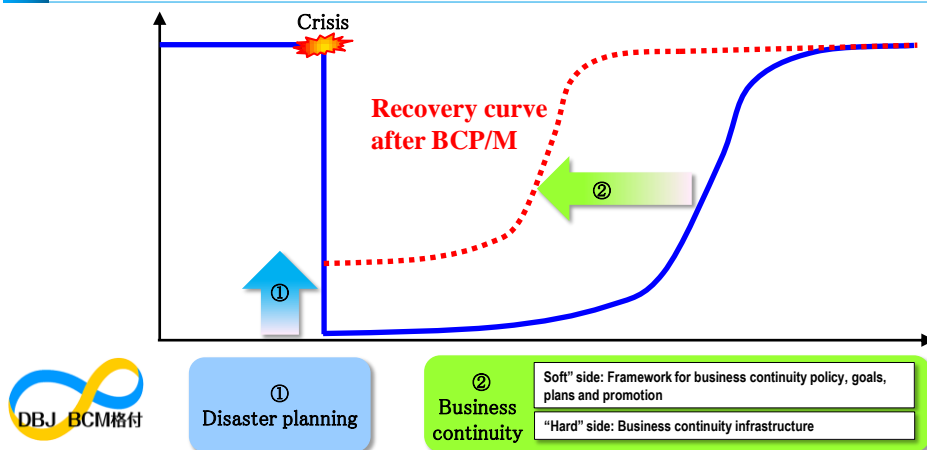 Crisis
Recovery curve
after BCP/M
②
①
DBJ BCM格付
①
Disaster planning
②
Business
continuity
Soft” side: Framework for business continuity policy, goals,
plans and promotion
“Hard” side: Business continuity infrastructure